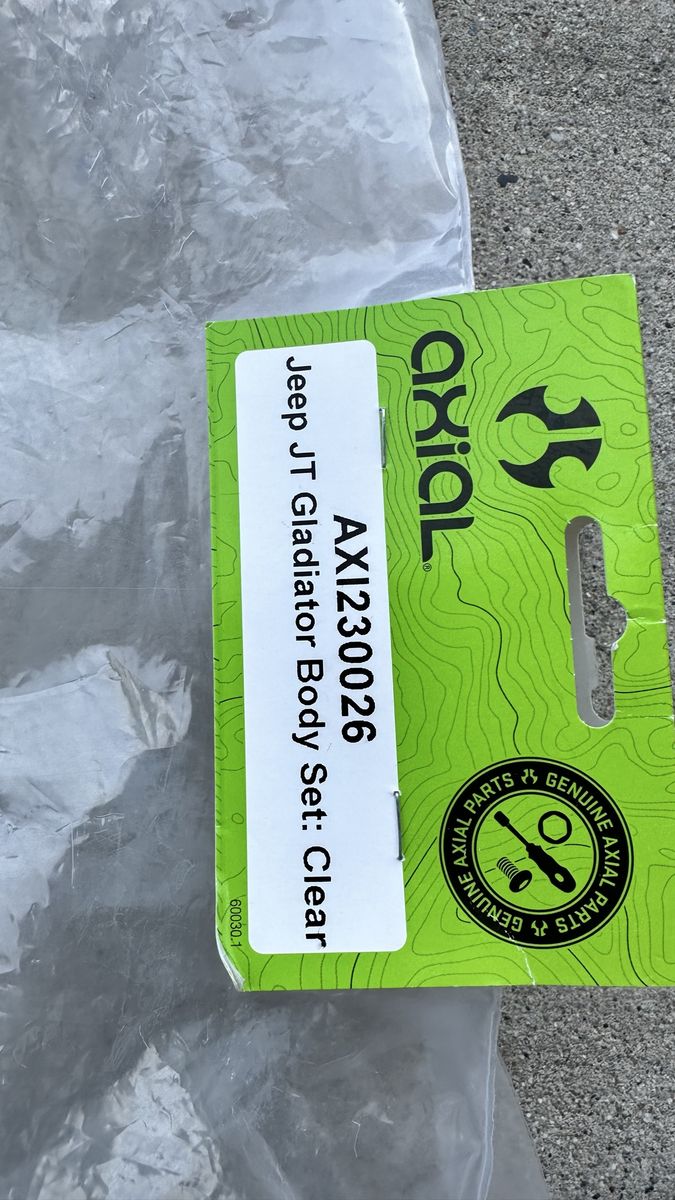 axial®
AXI230026
Jeep JT Gladiator Body Set: Clear
GENUINE AXIAL PARTS
GENUINE AXIAL PARTS
60030.1